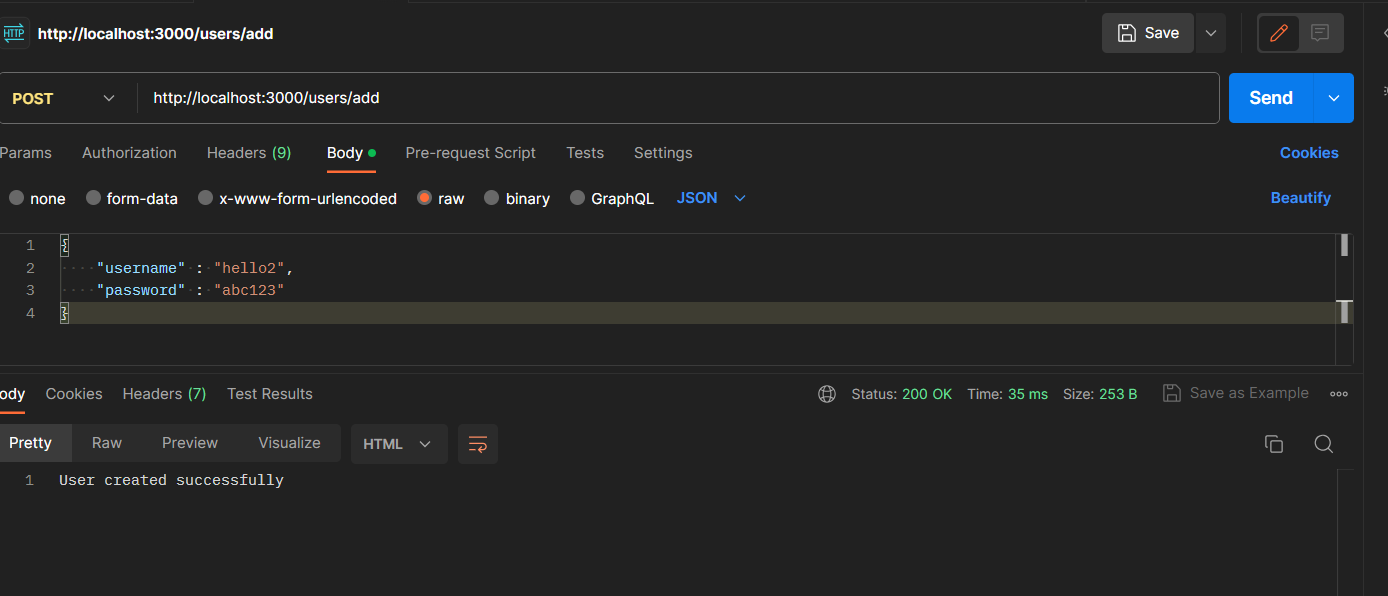 HTTP http://localhost:3000/users/add Save
POST http://localhost:3000/users/add Send
Params Authorization Headers (9) Body Pre-request Script Tests Settings Cookies
none form-data x-www-form-urlencoded raw binary GraphQL JSON Beautify
1 {
2 "username" : "hello2",
3 "password" : "abc123"
4 }
ody Cookies Headers (7) Test Results Status: 200 OK Time: 35 ms Size: 253 B Save as Example
Pretty Raw Preview Visualize HTML
1 User created successfully